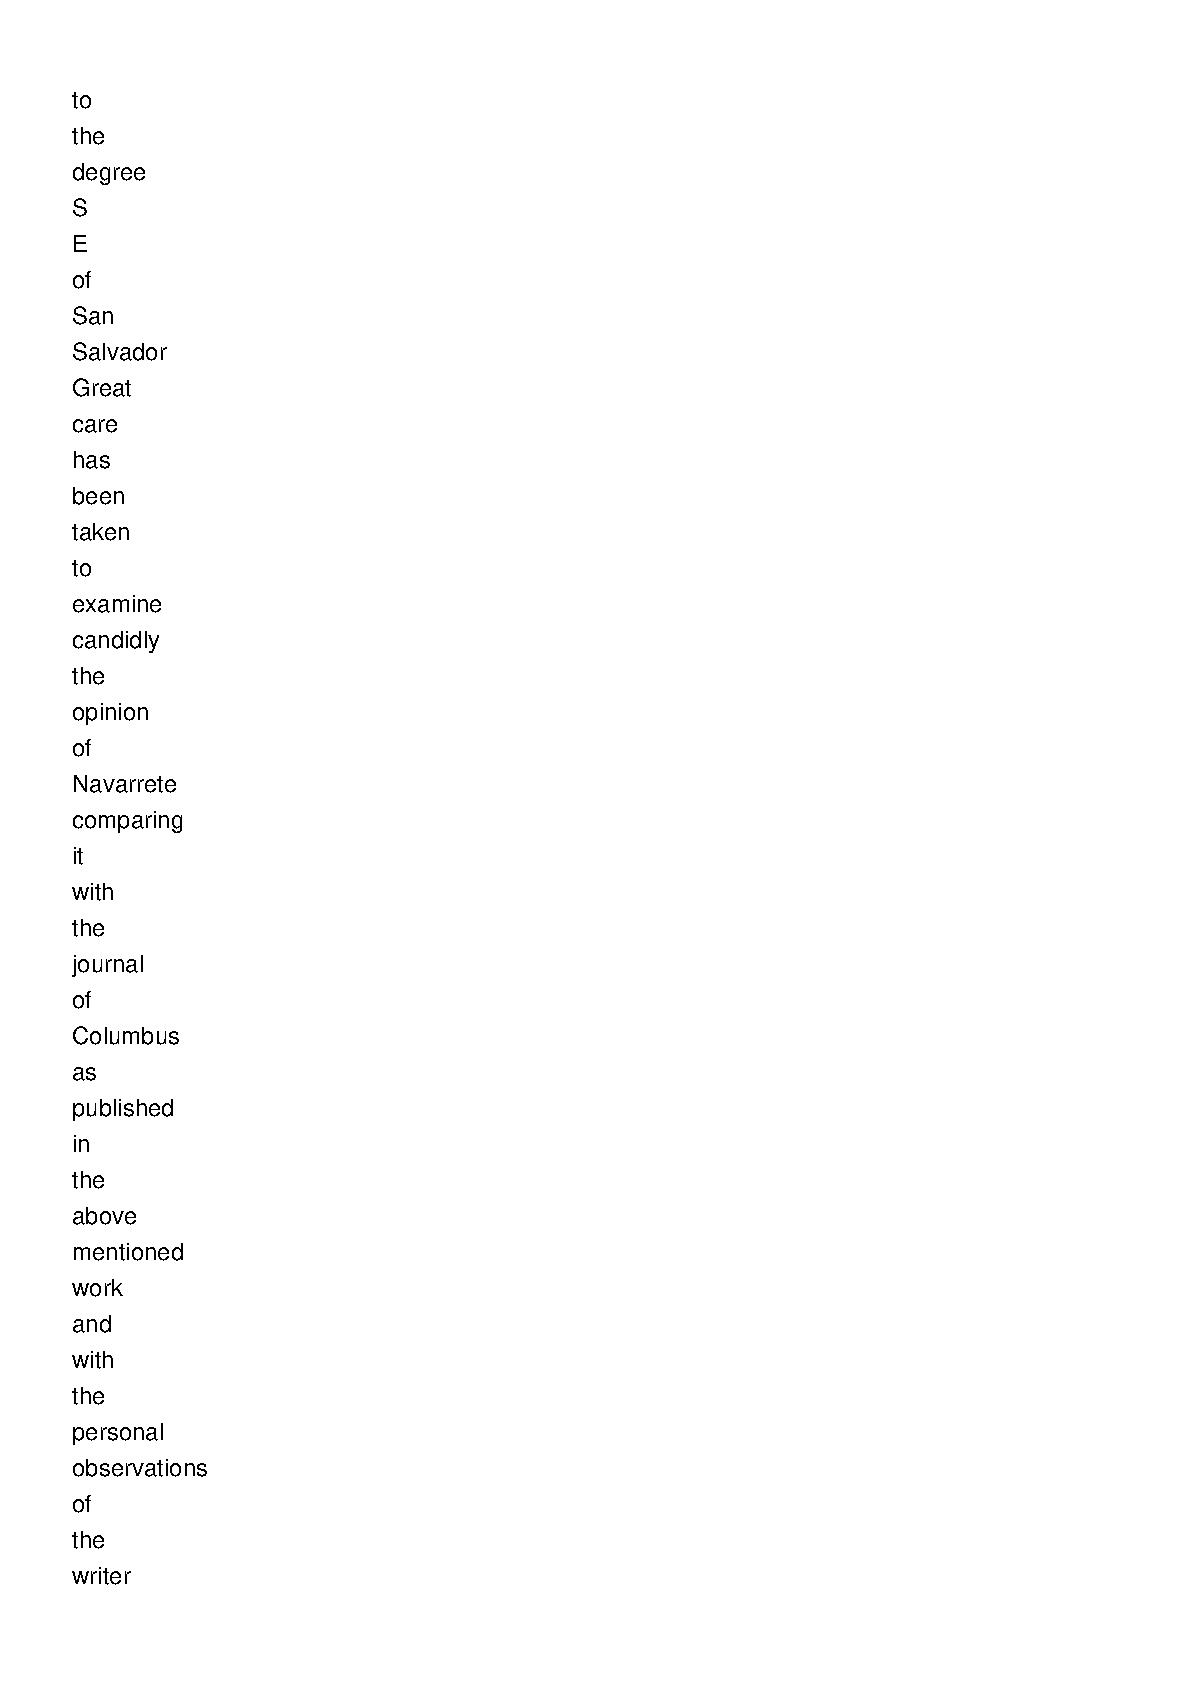 to
the
degree
S
E
of
San
Salvador
Great
care
has
been
taken
to
examine
candidly
the
opinion
of
Navarrete
comparing
it
with
the
journal
of
Columbus
as
published
in
the
above
mentioned
work
and
with
the
personal
observations
of
the
writer